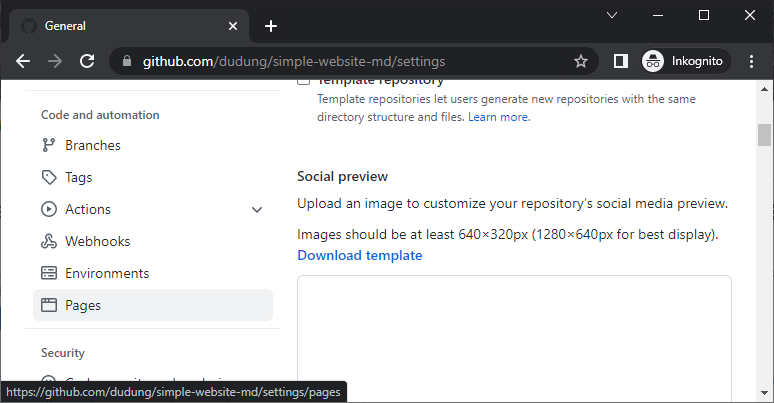 General
github.com/dudung/simple-website-md/settings
Inkognito
Code and automation
Branches
Tags
Actions
Webhooks
Environments
Pages
Security
Template repository
Template repositories let users generate new repositories with the same
directory structure and files. Learn more.
Social preview
Upload an image to customize your repository's social media preview.
Images should be at least 640×320px (1280×640px for best display).
Download template
https://github.com/dudung/simple-website-md/settings/pages